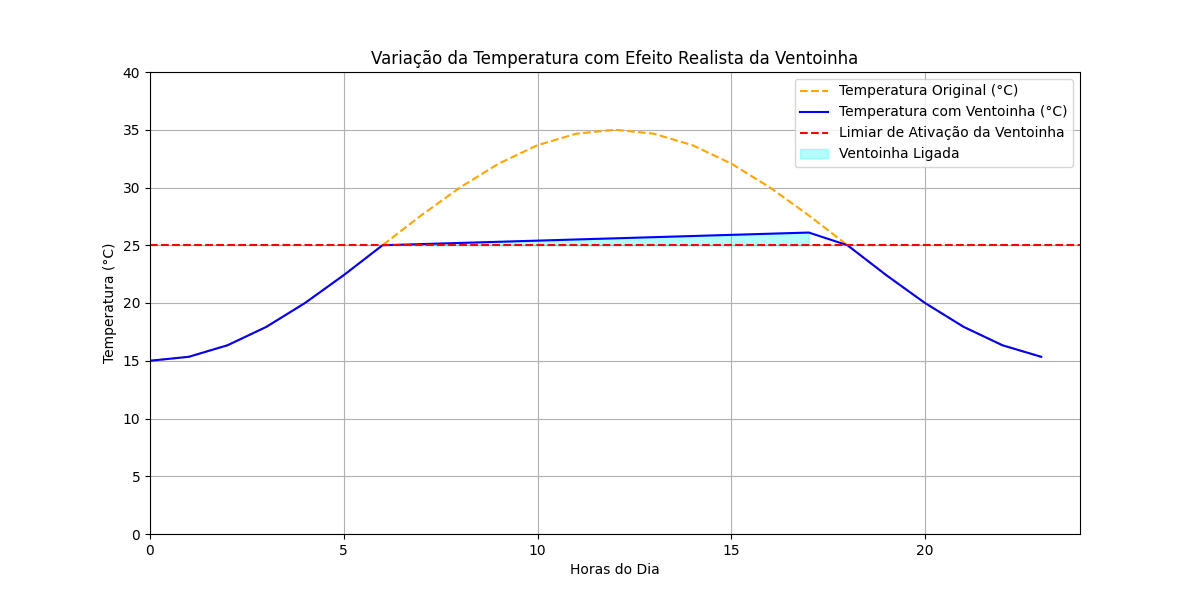 Variação da Temperatura com Efeito Realista da Ventoinha
40
35
30
25
20
15
10
5
0
Temperatura (°C)
Temperatura Original (°C)
Temperatura com Ventoinha (°C)
Limiar de Ativação da Ventoinha
Ventoinha Ligada
0 5 10 15 20
Horas do Dia